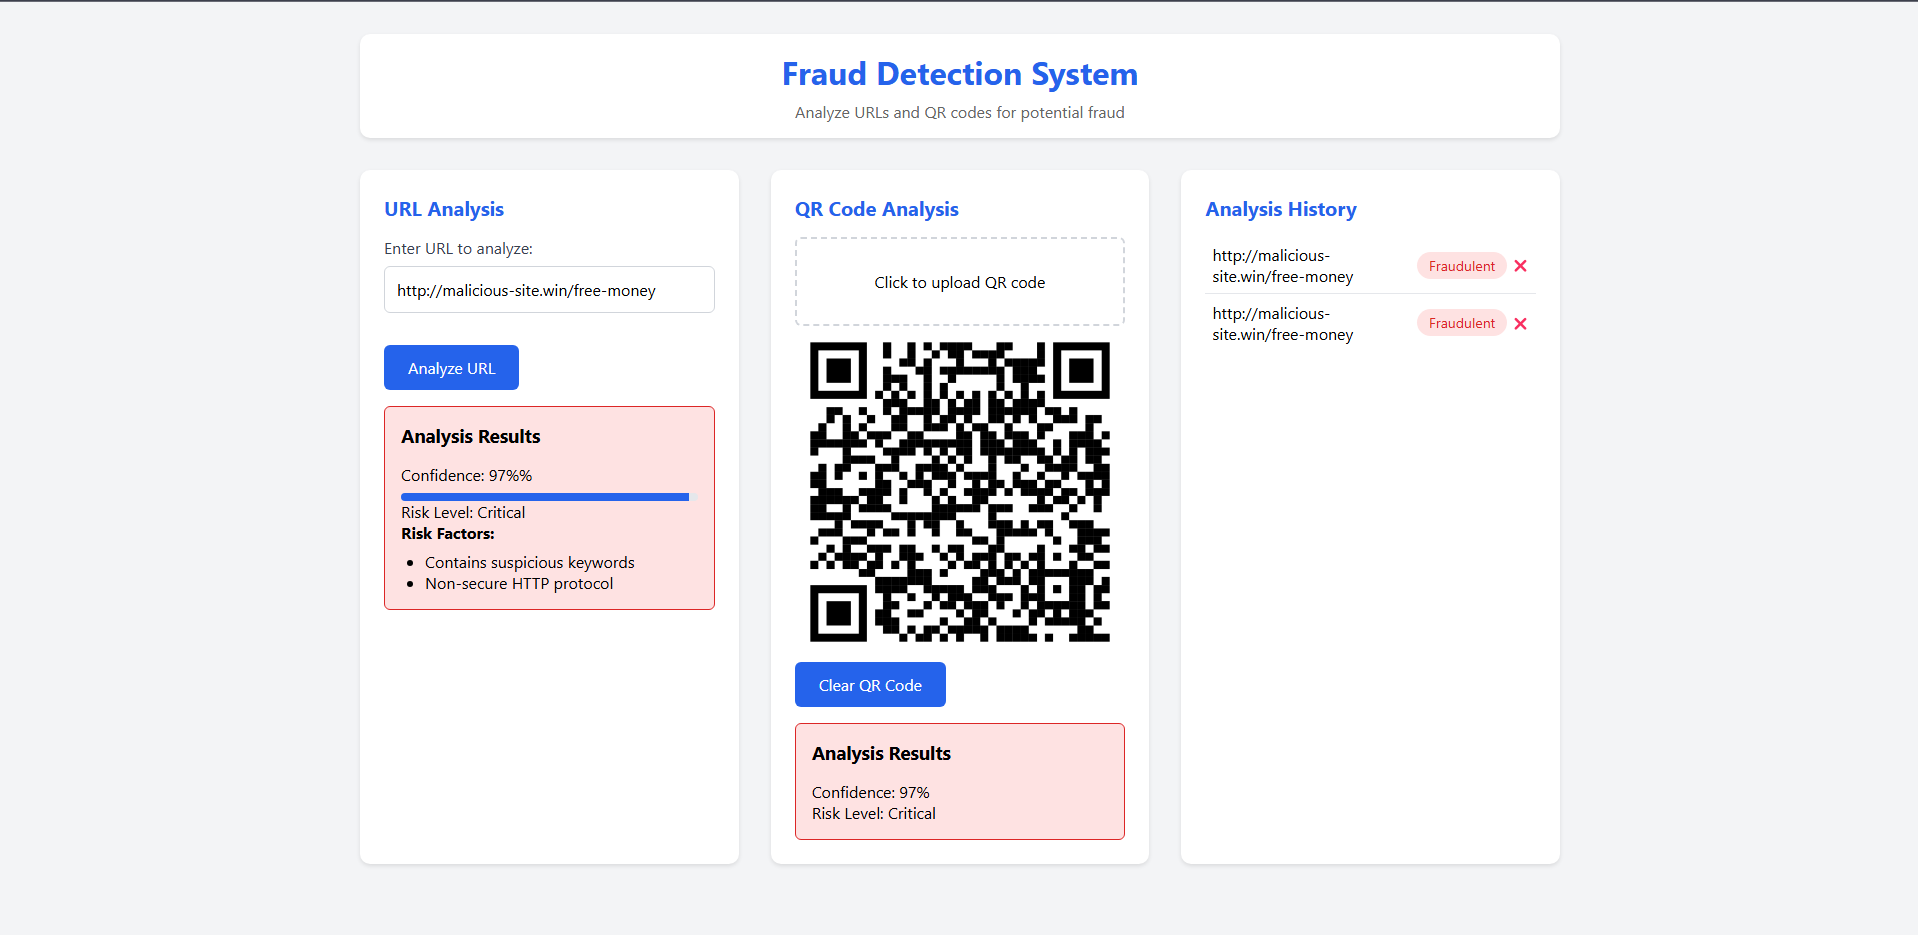 Fraud Detection System
Analyze URLs and QR codes for potential fraud
URL Analysis
Enter URL to analyze:
http://malicious-site.win/free-money
Analyze URL
Analysis Results
Confidence: 97%%
Risk Level: Critical
Risk Factors:
Contains suspicious keywords
Non-secure HTTP protocol
QR Code Analysis
Click to upload QR code
Clear QR Code
Analysis Results
Confidence: 97%
Risk Level: Critical
Analysis History
http://malicious-
site.win/free-money
Fraudulent
http://malicious-
site.win/free-money
Fraudulent